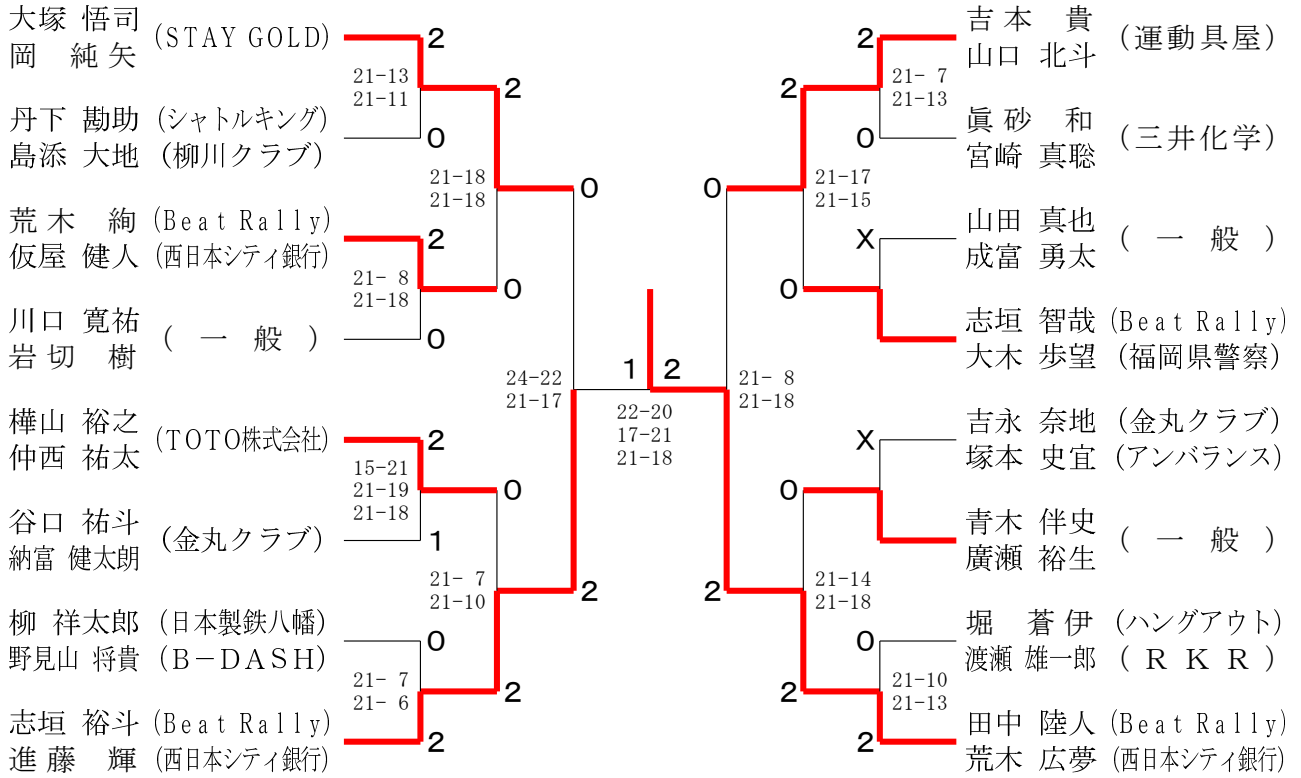 大塚 悟司 (STAY GOLD)
岡 純矢
2
21-13
21-11
2
丹下 勘助 (シャトルキング)
島添 大地 (柳川クラブ)
0
21-18
21-18
0
荒木 絢 (Beat Rally)
仮屋 健人 (西日本シティ銀行)
2
21- 8
21-18
0
川口 寛祐 ( 一 般 )
岩切 樹
0
24-22
21-17
樺山 裕之 (TOTO株式会社)
仲西 祐太
2
15-21
21-19
21-18
0
谷口 祐斗 (金丸クラブ)
納富 健太朗
1
21- 7
21-10
2
柳 祥太郎 (日本製鉄八幡)
野見山 将貴 (B-DASH)
0
21- 7
21- 6
2
志垣 裕斗 (Beat Rally)
進藤 輝 (西日本シティ銀行)
2
1 2
22-20
17-21
21-18
吉本 貴 (運動具屋)
山口 北斗
2
21- 7
21-13
2
眞砂 和 (三井化学)
宮崎 真聡
0
21-17
21-15
0
山田 真也 ( 一 般 )
成富 勇太
X
0
志垣 智哉 (Beat Rally)
大木 歩望 (福岡県警察)
21- 8
21-18
吉永 奈地 (金丸クラブ)
塚本 史宜 (アンバランス)
X
0
青木 伴史 ( 一 般 )
廣瀬 裕生
21-14
21-18
2
堀 蒼伊 (ハングアウト)
渡瀬 雄一郎 ( R K R )
0
21-10
21-13
2
田中 陸人 (Beat Rally)
荒木 広夢 (西日本シティ銀行)
2